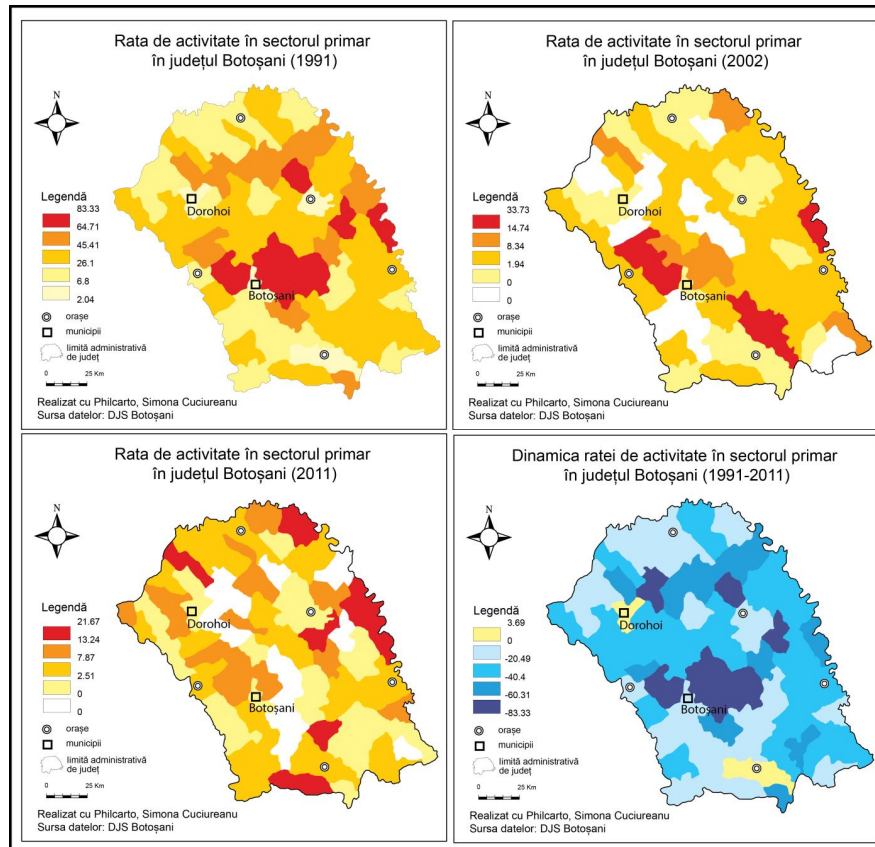 Rata de activitate în sectorul primar
în județul Botoșani (1991)
N
Dorohoi
Botoșani
Legendă
83.33
64.71
45.41
26.1
6.8
2.04
orașe
municipii
limită administrativă
de județ
0 25 Km
Realizat cu Philcarto, Simona Cuciureanu
Sursa datelor: DJS Botoșani
Rata de activitate în sectorul primar
în județul Botoșani (2002)
N
Dorohoi
Botoșani
Legendă
33.73
14.74
8.34
1.94
0
0
orașe
municipii
limită administrativă
de județ
0 25 Km
Realizat cu Philcarto, Simona Cuciureanu
Sursa datelor: DJS Botoșani
Rata de activitate în sectorul primar
în județul Botoșani (2011)
N
Dorohoi
Botoșani
Legendă
21.67
13.24
7.87
2.51
0
0
orașe
municipii
limită administrativă
de județ
0 25 Km
Realizat cu Philcarto, Simona Cuciureanu
Sursa datelor: DJS Botoșani
Dinamica ratei de activitate în sectorul primar
în județul Botoșani (1991-2011)
N
Dorohoi
Botoșani
Legendă
3.69
0
-20.49
-40.4
-60.31
-83.33
orașe
municipii
limită administrativă
de județ
0 25 Km
Realizat cu Philcarto, Simona Cuciureanu
Sursa datelor: DJS Botoșani